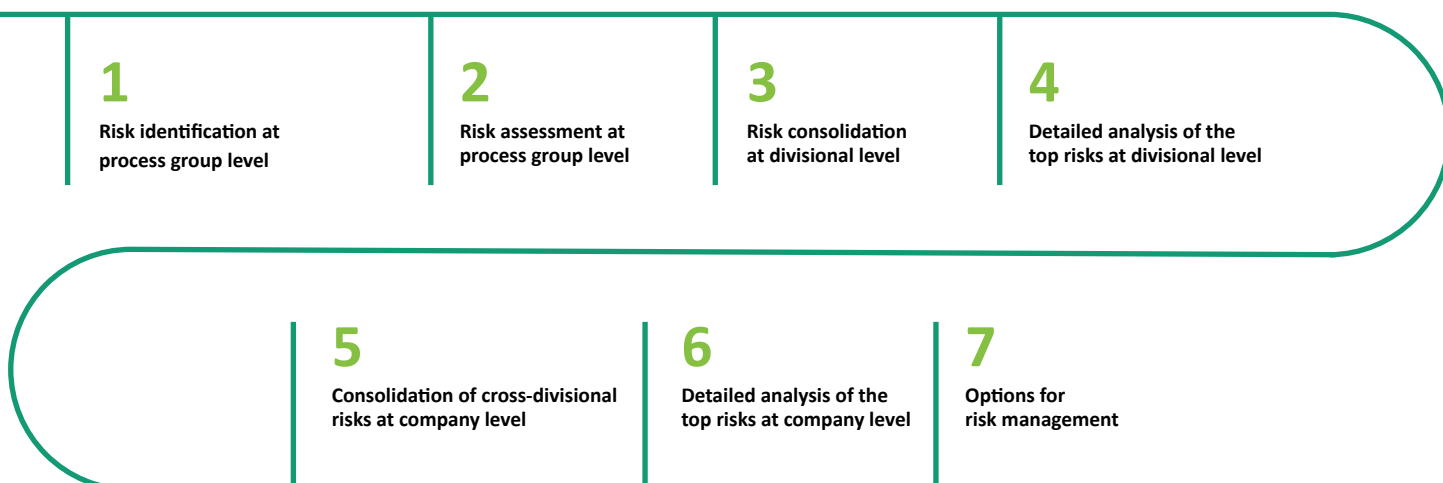 1
Risk identification at
process group level
2
Risk assessment at
process group level
3
Risk consolidation
at divisional level
4
Detailed analysis of the
top risks at divisional level
5
Consolidation of cross-divisional
risks at company level
6
Detailed analysis of the
top risks at company level
7
Options for
risk management